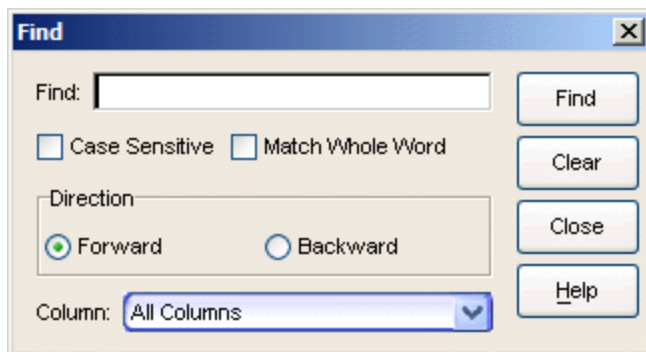 Find
Find:
Find
Case Sensitive Match Whole Word
Clear
Direction
Forward Backward
Close
Column: All Columns
Help